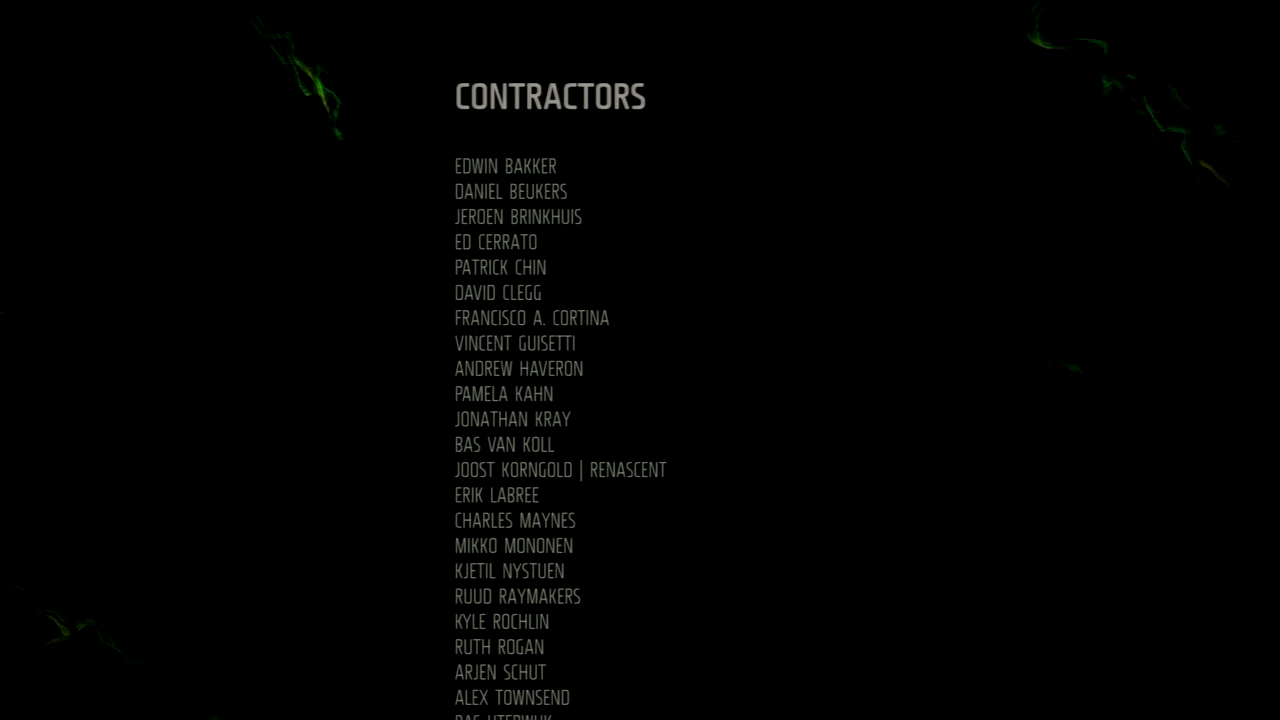 CONTRACTORS
EDWIN BAKKER
DANIEL BEUKERS
JEROEN BRINKHUIS
ED CERRATO
PATRICK CHIN
DAVID CLEGG
FRANCISCO A. CORTINA
VINCENT GUISETTI
ANDREW HAVERON
PAMELA KAHN
JONATHAN KRAY
BAS VAN KOLL
JOOST KORNGOLD | RENASCENT
ERIK LABREE
CHARLES MAYNES
MIKKO MONONEN
KJETIL NYSTUEN
RUUD RAYMAKERS
KYLE ROCHLIN
RUTH ROGAN
ARJEN SCHUT
ALEX TOWNSEND